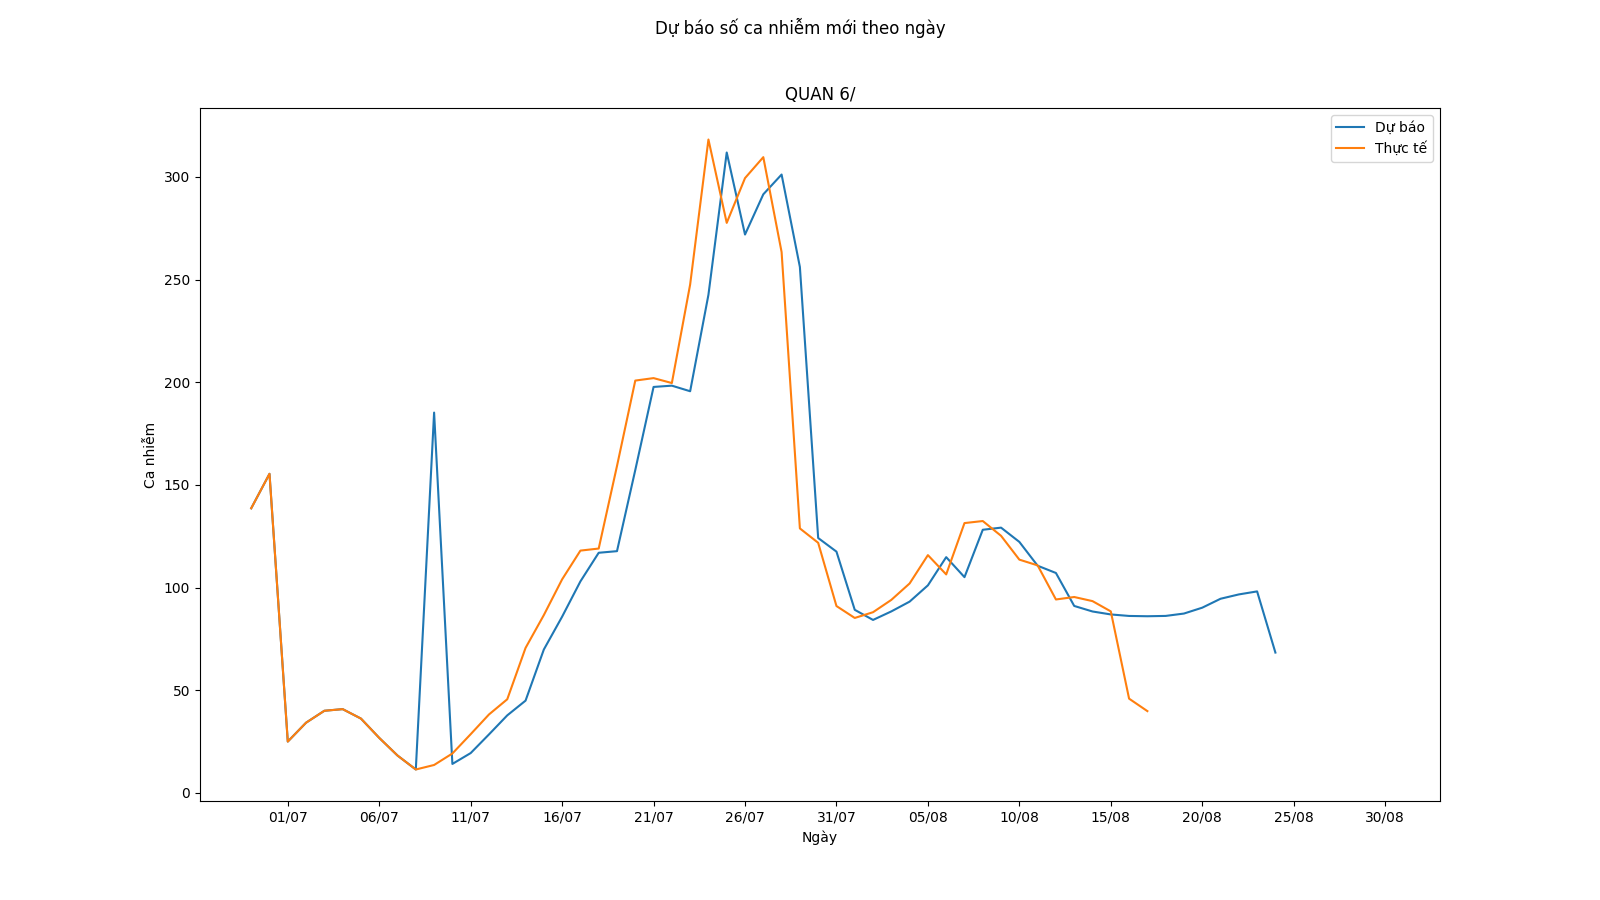 Dự báo số ca nhiễm mới theo ngày
QUAN 6/
Dự báo
Thực tế
Ca nhiễm
300
250
200
150
100
50
0
01/07 06/07 11/07 16/07 21/07 26/07 31/07 05/08 10/08 15/08 20/08 25/08 30/08
Ngày